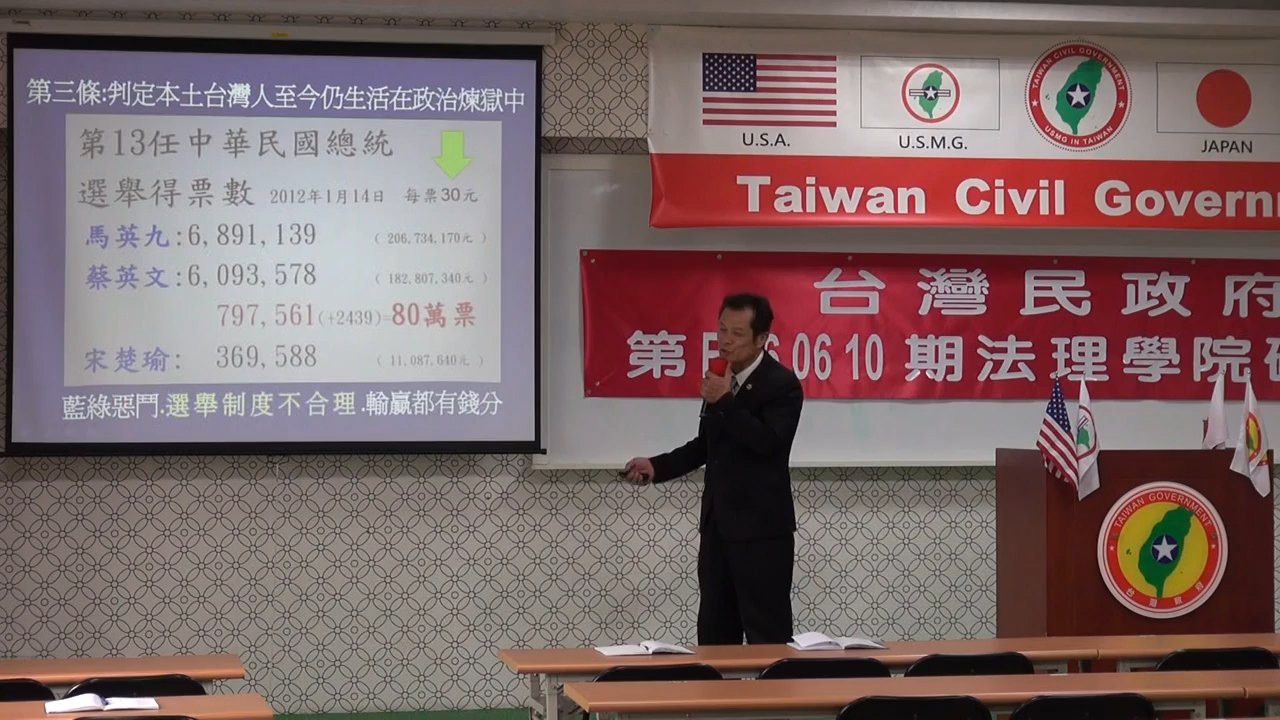 第三條:判定本土台灣人至今仍生活在政治煉獄中
第13任中華民國總統
選舉得票數 2012年1月14日 每票30元
馬英九:6,891,139 ( 206,734,170元 )
蔡英文:6,093,578 ( 182,807,340元 )
797,561(+2439)=80萬票
宋楚瑜: 369,588 ( 11,087,640元 )
藍綠惡鬥.選舉制度不合理.輸贏都有錢分
U.S.A.
U.S.M.G.
TAIWAN CIVIL GOVERNMENT
USMG IN TAIWAN
JAPAN
Taiwan Civil Governm
台灣民政府
第 06 10 期法理學院
TAIWAN GOVERNMENT
台灣政府